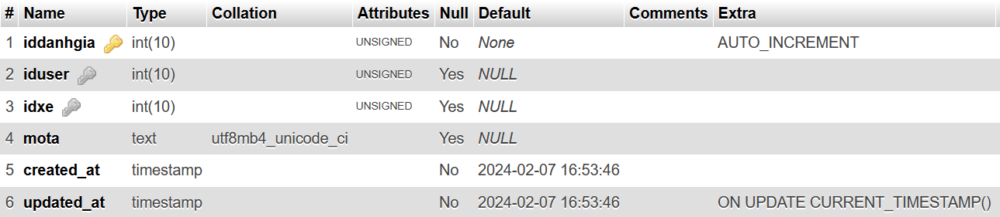 # Name Type Collation Attributes Null Default Comments Extra
1 iddanhgia int(10) UNSIGNED No None AUTO_INCREMENT
2 iduser int(10) UNSIGNED Yes NULL
3 idxe int(10) UNSIGNED Yes NULL
4 mota text utf8mb4_unicode_ci Yes NULL
5 created_at timestamp No 2024-02-07 16:53:46
6 updated_at timestamp No 2024-02-07 16:53:46 ON UPDATE CURRENT_TIMESTAMP()